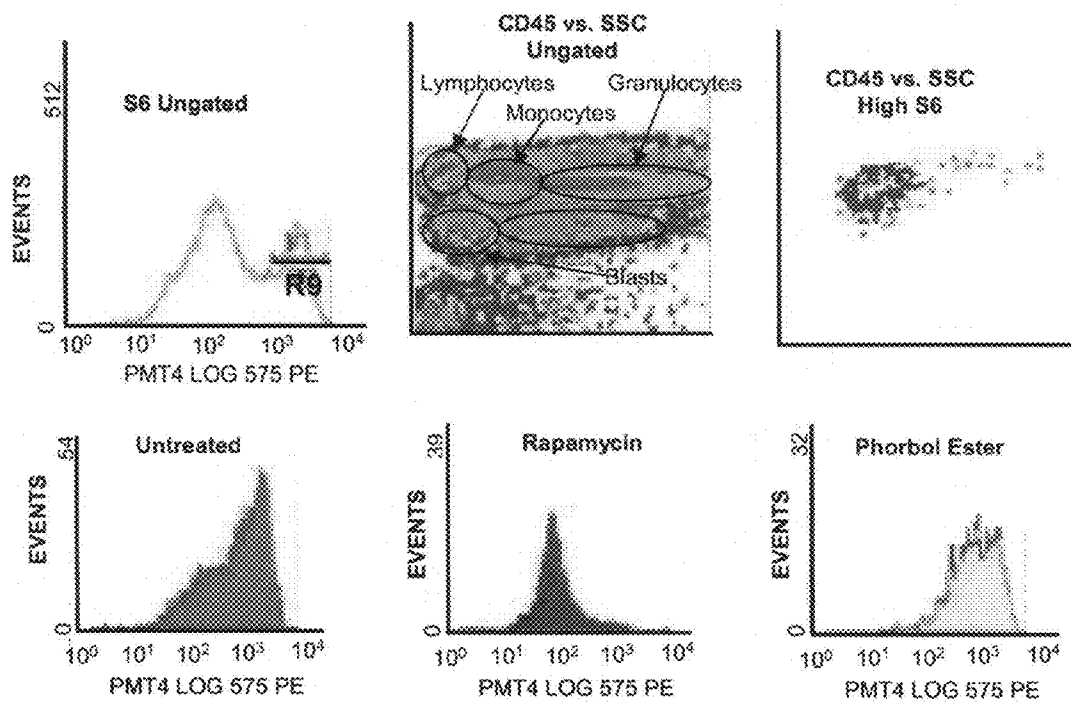 S6 Ungated
EVENTS
512
0
R9
10⁰ 10¹ 10² 10³ 10⁴
PMT4 LOG 575 PE
CD45 vs. SSC
Ungated
Lymphocytes
Granulocytes
Monocytes
Blasts
CD45 vs. SSC
High S6
Untreated
EVENTS
54
0
10⁰ 10¹ 10² 10³ 10⁴
PMT4 LOG 575 PE
Rapamycin
EVENTS
39
0
10⁰ 10¹ 10² 10³ 10⁴
PMT4 LOG 575 PE
Phorbol Ester
EVENTS
32
0
10⁰ 10¹ 10² 10³ 10⁴
PMT4 LOG 575 PE